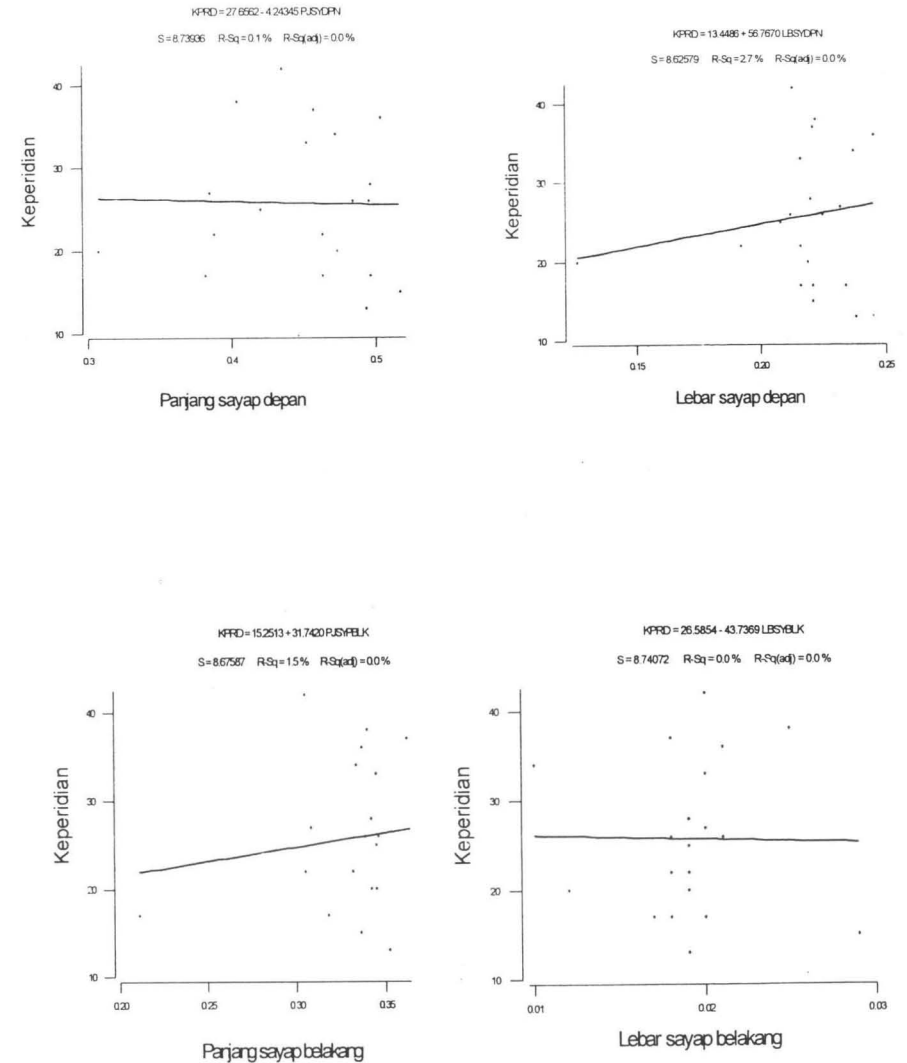 KPRD = 27.6562 - 4.24345 PJSYDPN
S = 8.73936 R-Sq = 0.1 % R-Sq(adj) = 0.0 %
40
30
20
10
Keperidian
0.3 0.4 0.5
Panjang sayap depan
KPRD = 13.4486 + 56.7670 LBSYDPN
S = 8.62579 R-Sq = 2.7 % R-Sq(adj) = 0.0 %
40
30
20
10
Keperidian
0.15 0.20 0.25
Lebar sayap depan
KPRD = 15.2513 + 31.7420 PJSYPBLK
S = 8.67587 R-Sq = 1.5 % R-Sq(adj) = 0.0 %
40
30
20
10
Keperidian
0.20 0.25 0.30 0.35
Panjang sayap belakang
KPRD = 26.5854 - 43.7369 LBSYBLK
S = 8.74072 R-Sq = 0.0 % R-Sq(adj) = 0.0 %
40
30
20
10
Keperidian
0.01 0.02 0.03
Lebar sayap belakang